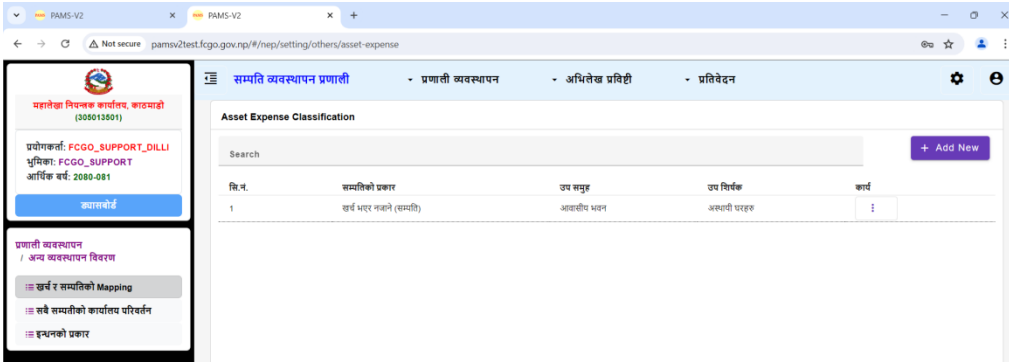 PAMS-V2
PAMS-V2
Not secure pamsv2test.fcgo.gov.np/#/nep/setting/others/asset-expense
सम्पति व्यवस्थापन प्रणाली
प्रणाली व्यवस्थापन
अभिलेख प्रविष्टी
प्रतिवेदन
महालेखा नियन्त्रक कार्यालय, काठमाडौ
(305013501)
प्रयोगकर्ता: FCGO_SUPPORT_DILLI
भूमिका: FCGO_SUPPORT
आर्थिक बर्ष: 2080-081
ड्यासबोर्ड
प्रणाली व्यवस्थापन
/ अन्य व्यवस्थापन विवरण
खर्च र सम्पतिको Mapping
सबै सम्पतीको कार्यालय परिवर्तन
इन्धनको प्रकार
Asset Expense Classification
Search
+ Add New
सि.नं. सम्पतिको प्रकार उप समुह उप शिर्षक कार्य
1 खर्च भएर नजाने (सम्पति) आवासीय भवन अस्थायी घरहरु